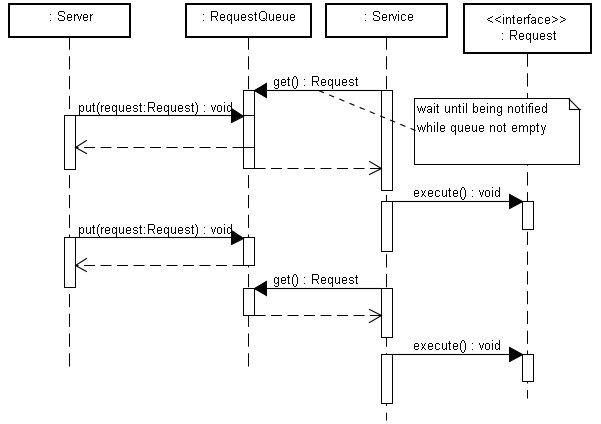 : Server
: RequestQueue
: Service
<<interface>>
: Request
get() : Request
put(request:Request) : void
wait until being notified
while queue not empty
execute() : void
put(request:Request) : void
get() : Request
execute() : void